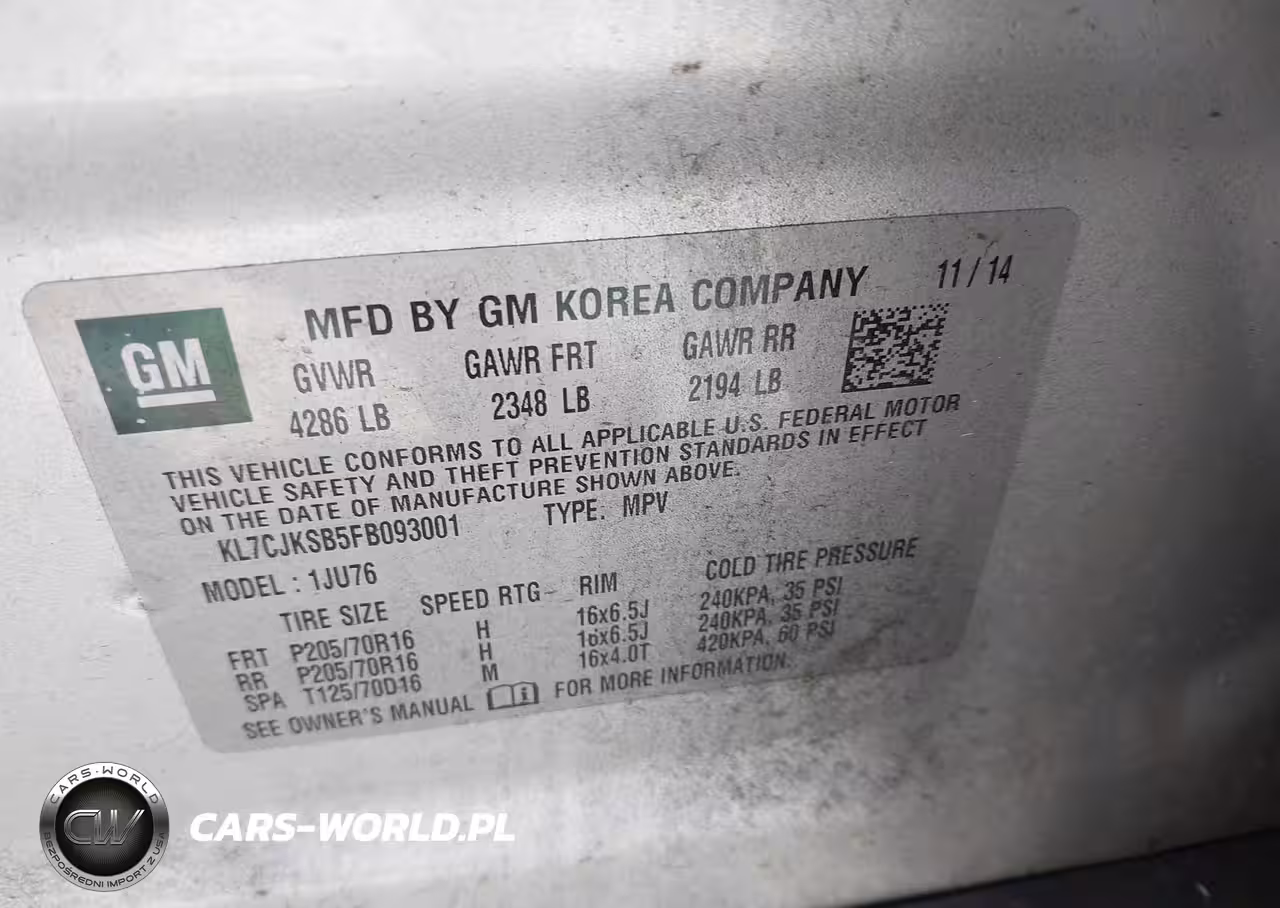 MFD BY GM KOREA COMPANY 11/14
GM
GVWR GAWR FRT GAWR RR
4286 LB 2348 LB 2194 LB
THIS VEHICLE CONFORMS TO ALL APPLICABLE U.S. FEDERAL MOTOR
VEHICLE SAFETY AND THEFT PREVENTION STANDARDS IN EFFECT
ON THE DATE OF MANUFACTURE SHOWN ABOVE.
KL7CJKSB5FB093001 TYPE. MPV
MODEL : 1JU76
TIRE SIZE SPEED RTG RIM COLD TIRE PRESSURE
FRT P205/70R16 H 16x6.5J 240KPA, 35 PSI
RR P205/70R16 H 16x6.5J 240KPA, 35 PSI
SPA T125/70D16 M 16x4.0T 420KPA, 60 PSI
SEE OWNER'S MANUAL FOR MORE INFORMATION.
CARS-WORLD
CW
BEZPOŚREDNI IMPORT Z USA
CARS-WORLD.PL